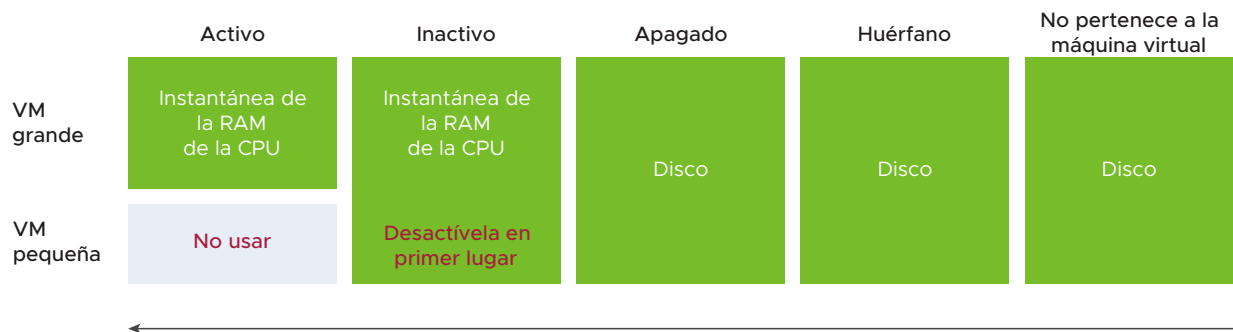 Activo
Inactivo
Apagado
Huérfano
No pertenece a la
máquina virtual
VM
grande
Instantánea de
la RAM
de la CPU
Instantánea de
la RAM
de la CPU
Disco
Disco
Disco
VM
pequeña
No usar
Desactívela en
primer lugar